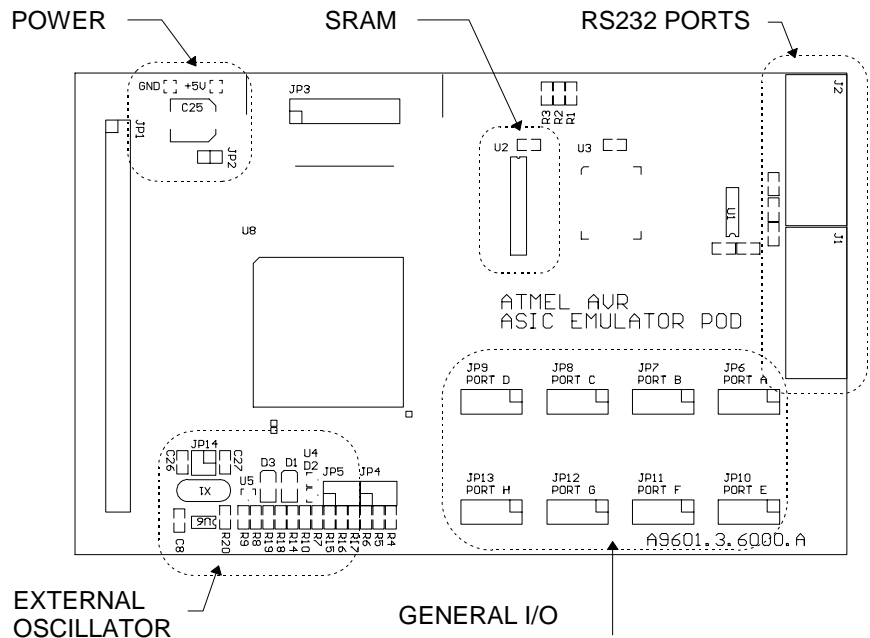 POWER
SRAM
RS232 PORTS
GND
+5V
C25
JP1
JP2
JP3
R3
R2
R1
U2
U3
U1
J2
J1
U8
ATMEL AVR
ASIC EMULATOR POD
JP9
PORT D
JP8
PORT C
JP7
PORT B
JP6
PORT A
C26
JP14
C27
U5
D3
D1
U4
D2
JP5
JP4
X1
JP13
PORT H
JP12
PORT G
JP11
PORT F
JP10
PORT E
C8
U6
R20
R9
R8
R19
R18
R14
R10
R7
R15
R16
R17
R6
R5
R4
A9601.3.6000.A
EXTERNAL
OSCILLATOR
GENERAL I/O